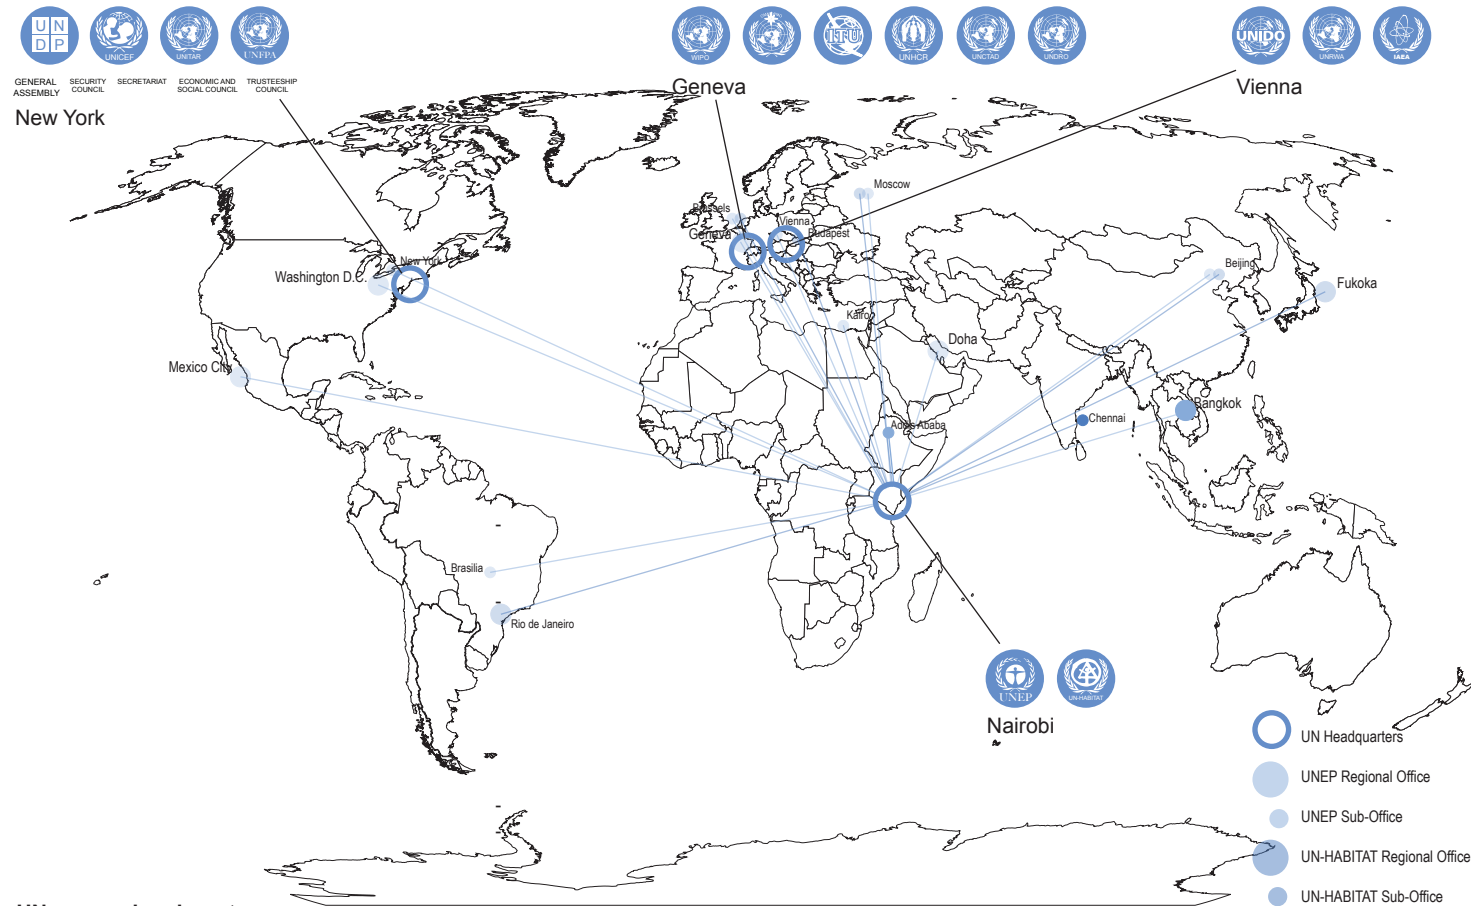 UN
DP
UNICEF
UNITAR
UNFPA
WIPO
ITU
UNHCR
UNCTAD
UNDRO
UNIDO
UNRWA
IAEA
GENERAL
ASSEMBLY
SECURITY
COUNCIL
SECRETARIAT
ECONOMIC AND
SOCIAL COUNCIL
TRUSTEESHIP
COUNCIL
New York
Geneva
Vienna
Moscow
Brussels
Vienna
Geneva
Budapest
New York
Washington D.C.
Beijing
Fukoka
Kairo
Doha
Mexico City
Bangkok
Chennai
Addis Ababa
Brasilia
Rio de Janeiro
UNEP
UN-HABITAT
Nairobi
UN Headquarters
UNEP Regional Office
UNEP Sub-Office
UN-HABITAT Regional Office
UN-HABITAT Sub-Office